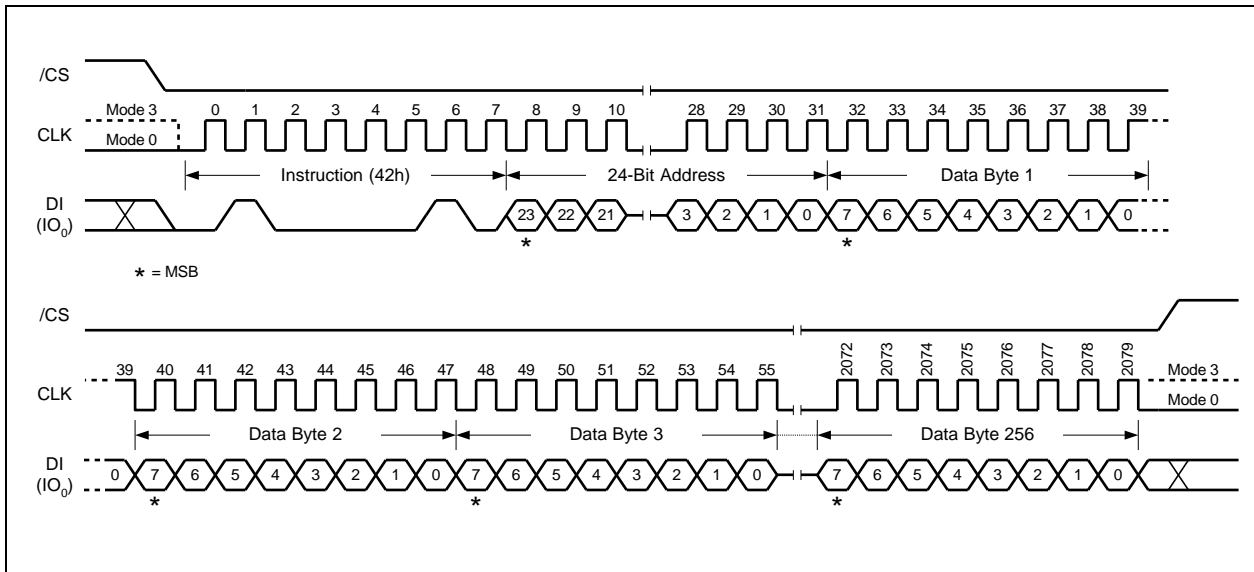 /CS
Mode 3 0 1 2 3 4 5 6 7 8 9 10 28 29 30 31 32 33 34 35 36 37 38 39
CLK Mode 0
Instruction (42h) 24-Bit Address Data Byte 1
DI
(IO0) 23 22 21 3 2 1 0 7 6 5 4 3 2 1 0
* *
* = MSB
/CS
39 40 41 42 43 44 45 46 47 48 49 50 51 52 53 54 55 2072 2073 2074 2075 2076 2077 2078 2079 Mode 3
CLK Mode 0
Data Byte 2 Data Byte 3 Data Byte 256
DI
(IO0) 0 7 6 5 4 3 2 1 0 7 6 5 4 3 2 1 0 7 6 5 4 3 2 1 0
* * *